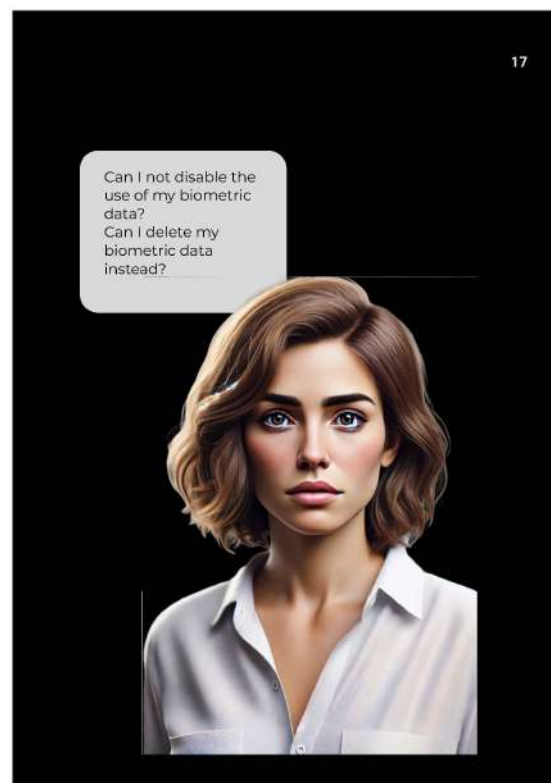 17
Can I not disable the
use of my biometric
data?
Can I delete my
biometric data
instead?